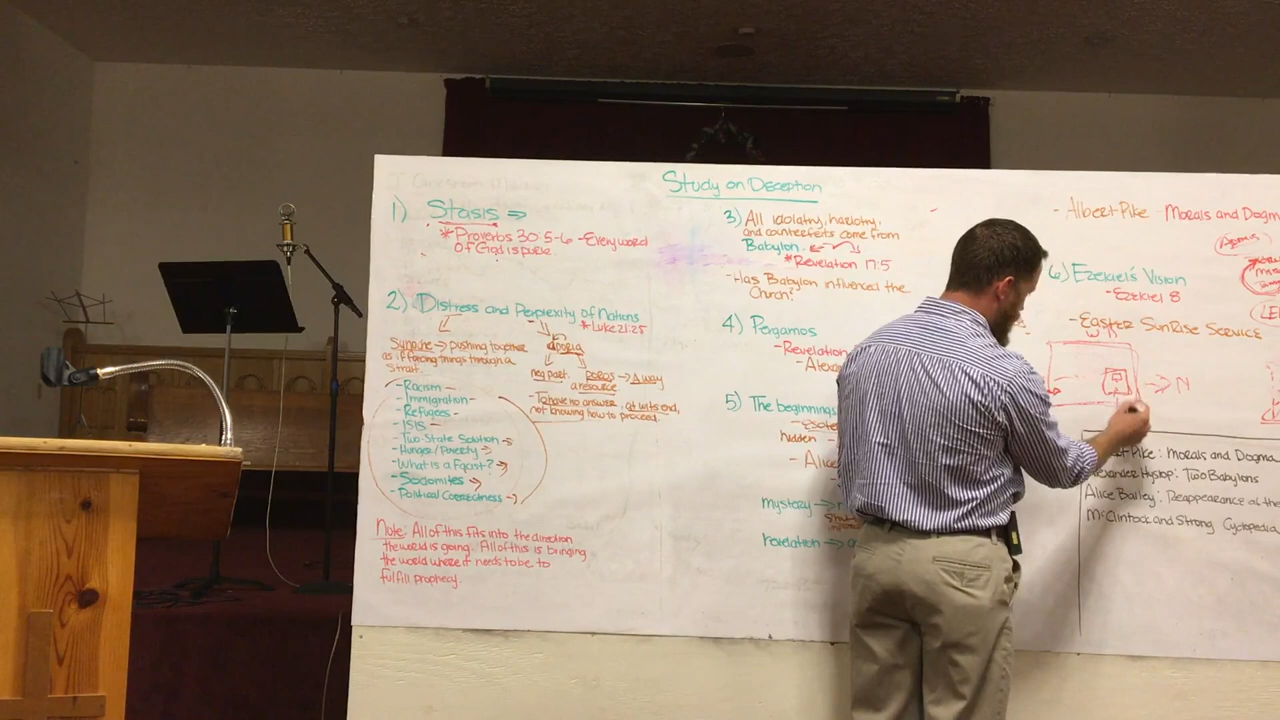 Study on Deception
1) Stasis ⇒
*Proverbs 30:5-6 - Every word
of God is pure.
2) Distress and Perplexity of Nations
*Luke 21:25
Sunoche → pushting together
as if forcing things through a
strait.
- Racism -
- Immigration -
- Refugees -
- ISIS -
- Two-State Solution →
- Hunger/Poverty →
- What is a Facist? →
- Sodomites →
- Political Correctness →
aporia
neg part. poros → A way
a resource
- To have no answer, at wits end,
not knowing how to proceed.
Note: All of this fits into the direction
the world is going. All of this is bringing
the world where it needs to be to
fulfill prophecy.
3) All idolatry, harlotry,
and counterfeits come from
Babylon.
*Revelation 17:5
- Has Babylon influenced the
Church?
4) Pergamos
- Revelation
5) The beginnings
hidden -
- Alice
mystery →
revelation →
- Albert Pike - Morals and Dogm
6) Ezekiel's Vision
- Ezekiel 8
- Easter SunRise Service
→ N
Pike: Morals and Dogma
Hyslop: Two Babylons
Alice Bailey: Reappearance of the
McClintock and Strong Cyclopedia